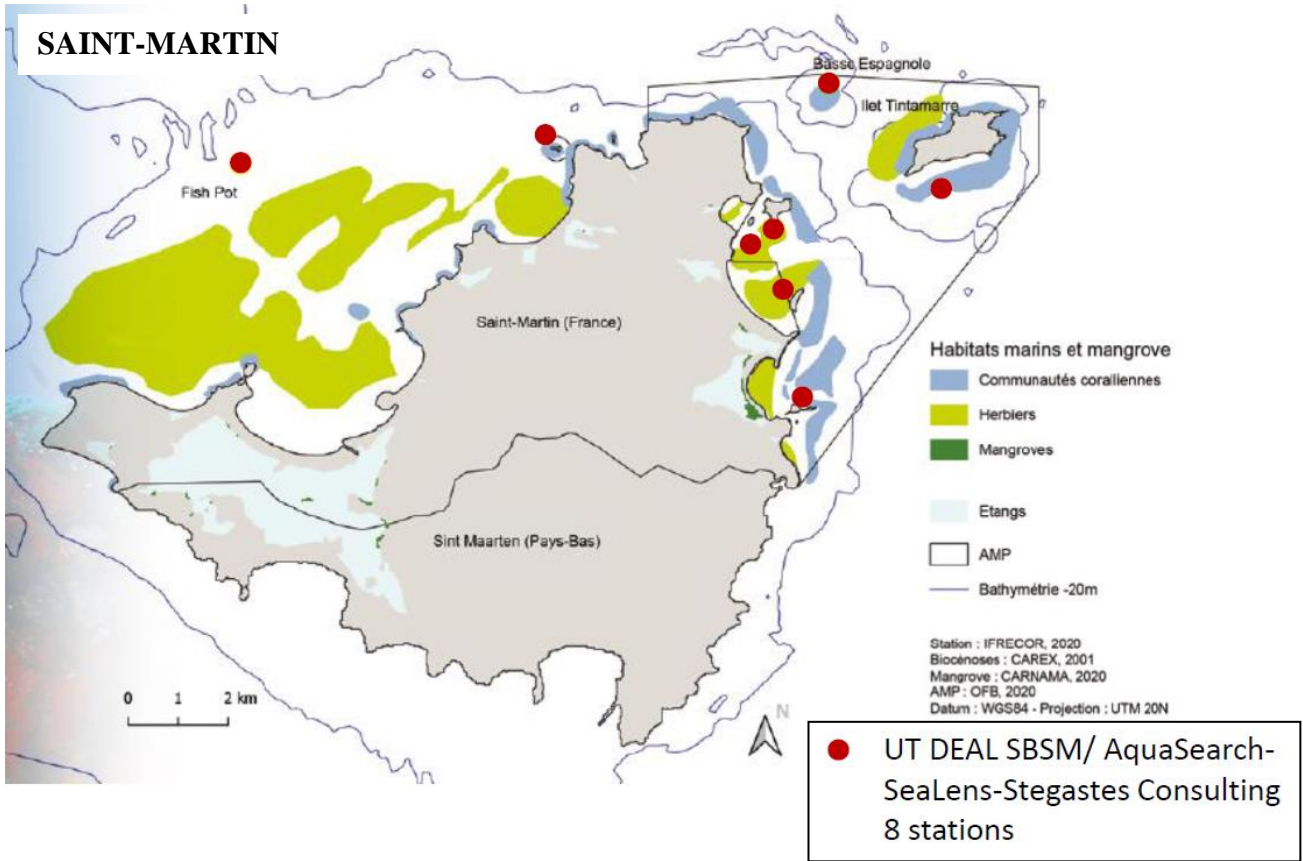 SAINT-MARTIN
Basse Espagnole
Ilet Tintamarre
Fish Pot
Saint-Martin (France)
Sint Maarten (Pays-Bas)
Habitats marins et mangrove
Communautés coralliennes
Herbiers
Mangroves
Etangs
AMP
Bathymétrie -20m
0 1 2 km
Station : IFRECOR, 2020
Biocénoses : CAREX, 2001
Mangrove : CARNAMA, 2020
AMP : OFB, 2020
Datum : WGS84 - Projection : UTM 20N
N
UT DEAL SBSM/ AquaSearch-
SeaLens-Stegastes Consulting
8 stations